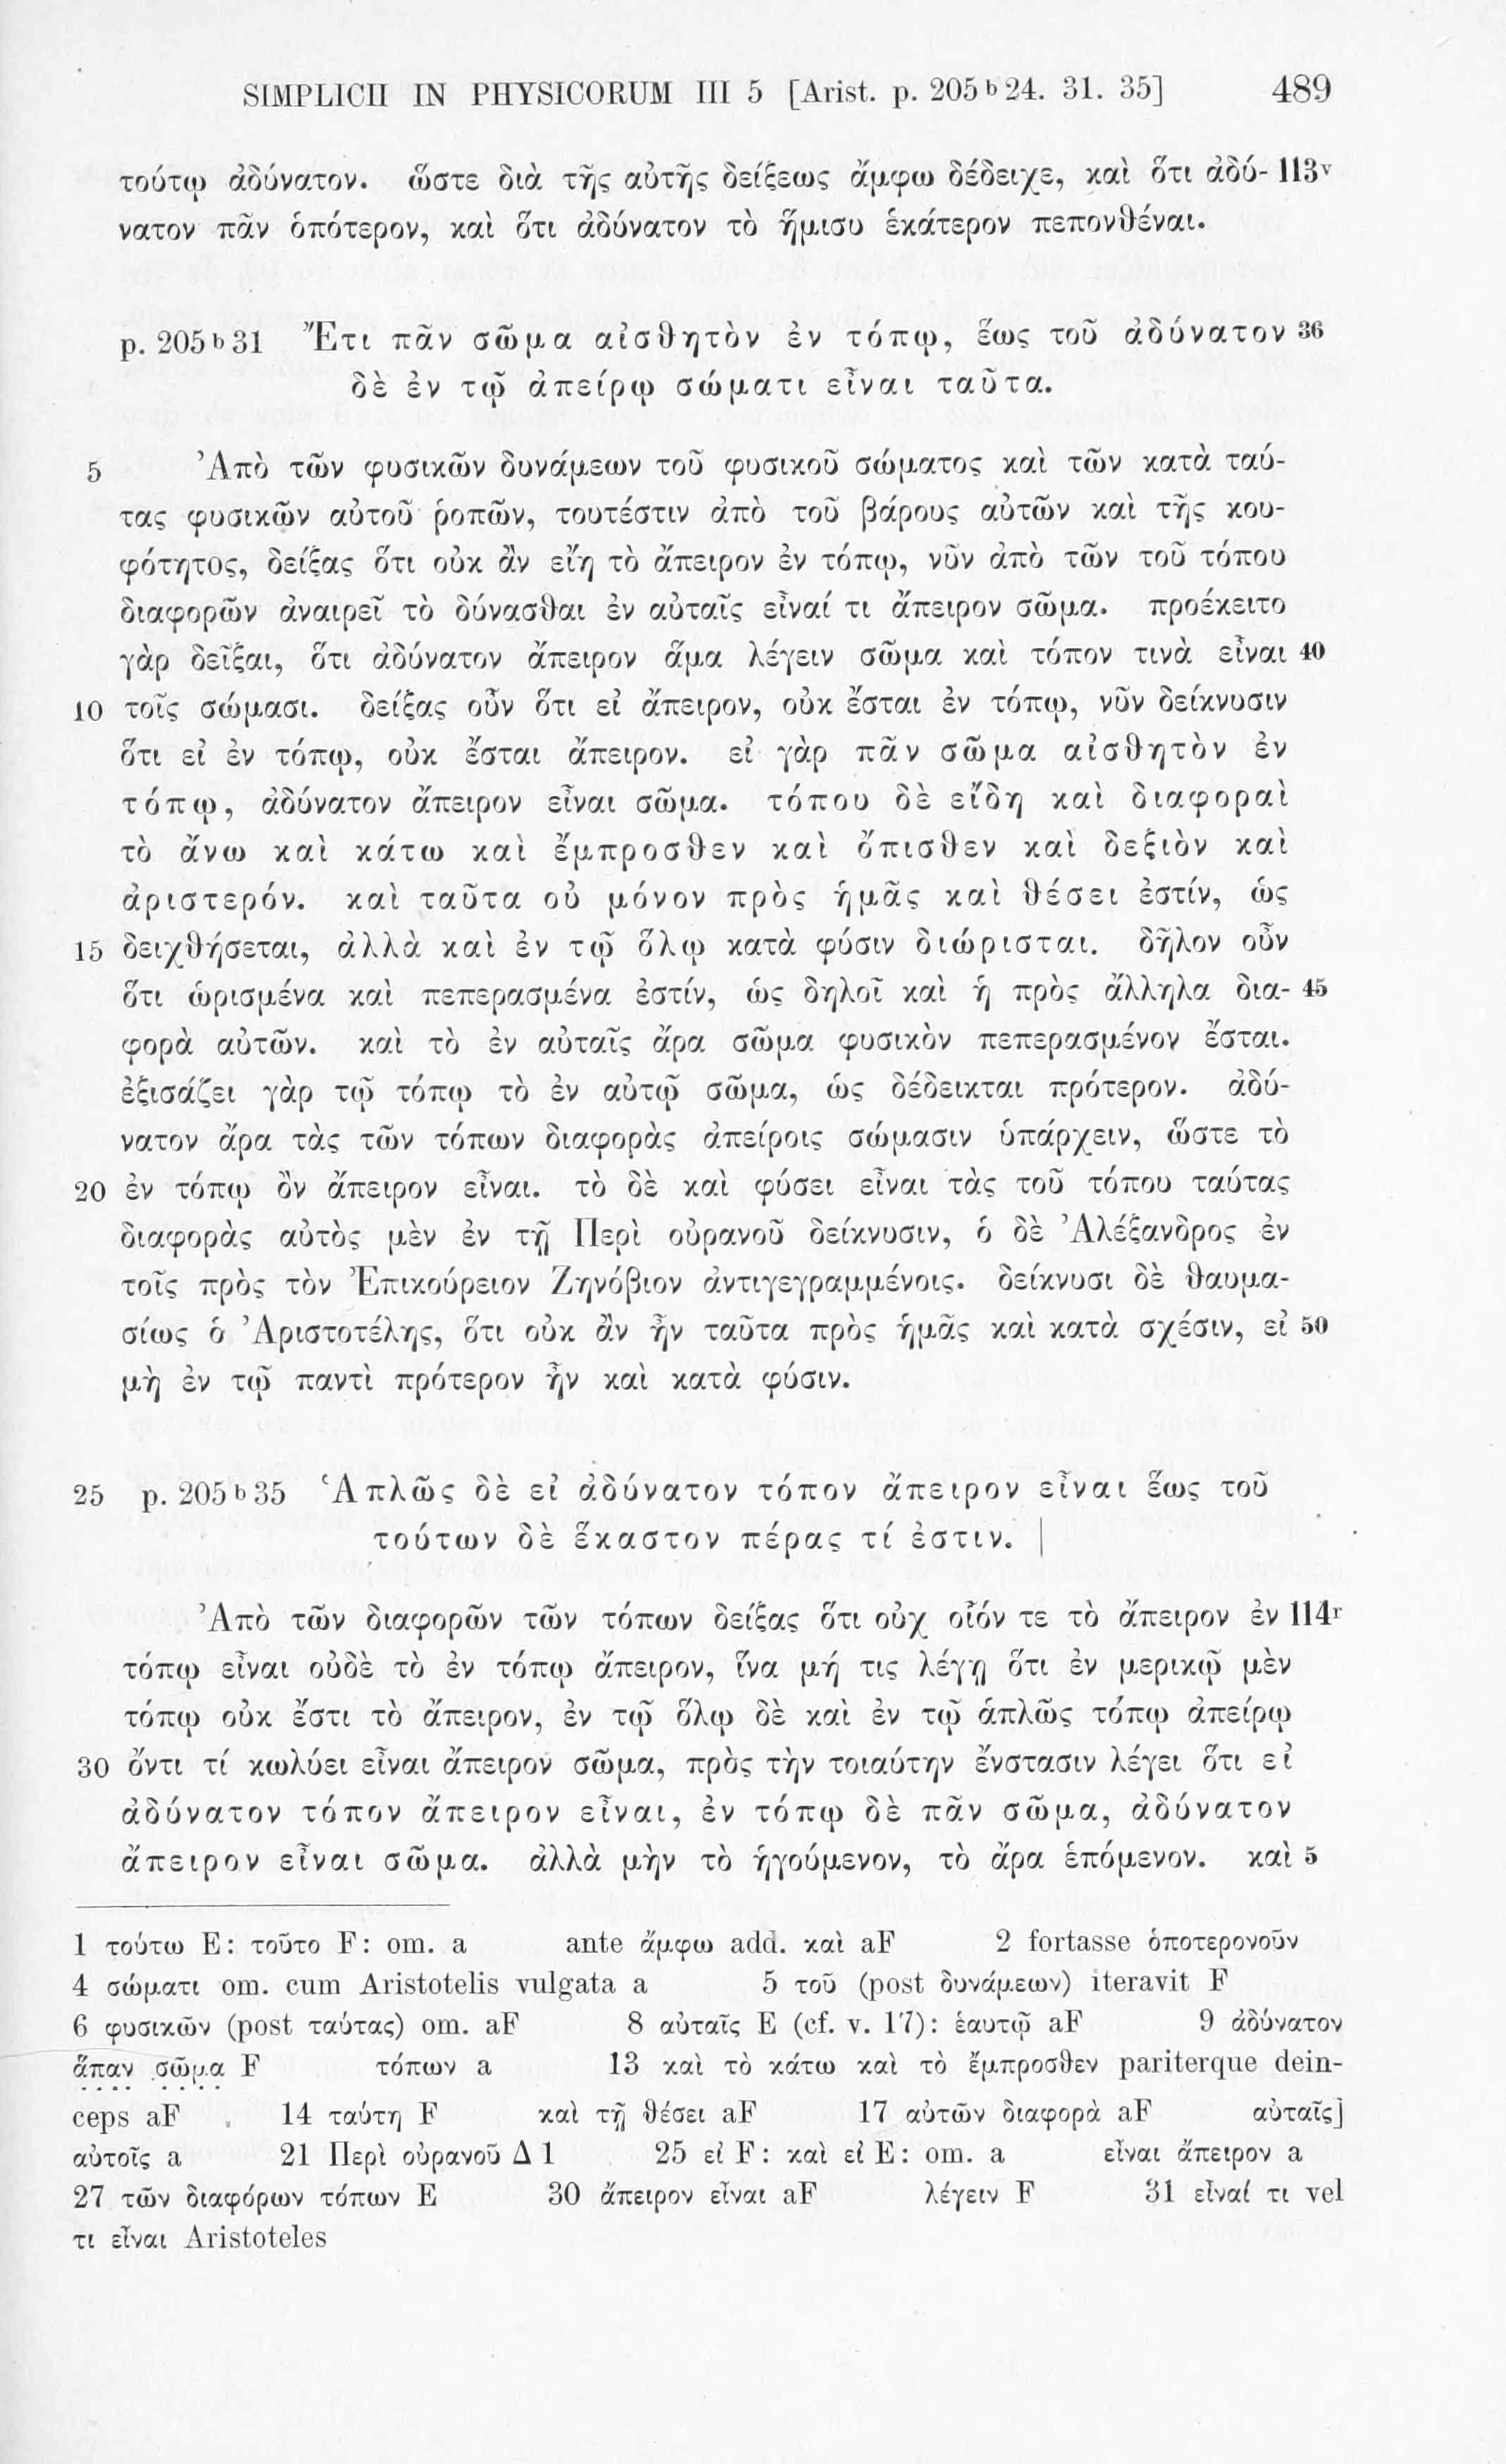 SIMPLICII IN PHYSICORUM III 5 [Arist. p. 205 b 24. 31. 35] 489
τούτῳ ἀδύνατον. ὥστε διὰ τῆς αὐτῆς δείξεως ἄμφω δέδειχε, καὶ ὅτι ἀδύ- 113v
νατον πᾶν ὁπότερον, καὶ ὅτι ἀδύνατον τὸ ἥμισυ ἑκάτερον πεπονθέναι.
p. 205 b 31 Ἔτι πᾶν σῶμα αἰσθητὸν ἐν τόπῳ, ἕως τοῦ ἀδύνατον 36
δὲ ἐν τῷ ἀπείρῳ σώματι εἶναι ταῦτα.
5 Ἀπὸ τῶν φυσικῶν δυνάμεων τοῦ φυσικοῦ σώματος καὶ τῶν κατὰ ταύ-
τας φυσικῶν αὐτοῦ ῥοπῶν, τουτέστιν ἀπὸ τοῦ βάρους αὐτῶν καὶ τῆς κου-
φότητος, δείξας ὅτι οὐκ ἂν εἴη τὸ ἄπειρον ἐν τόπῳ, νῦν ἀπὸ τῶν τοῦ τόπου
διαφορῶν ἀναιρεῖ τὸ δύνασθαι ἐν αὐταῖς εἶναί τι ἄπειρον σῶμα. προέκειτο
γὰρ δεῖξαι, ὅτι ἀδύνατον ἄπειρον ἅμα λέγειν σῶμα καὶ τόπον τινὰ εἶναι 40
10 τοῖς σώμασι. δείξας οὖν ὅτι εἰ ἄπειρον, οὐκ ἔσται ἐν τόπῳ, νῦν δείκνυσιν
ὅτι εἰ ἐν τόπῳ, οὐκ ἔσται ἄπειρον. εἰ γὰρ πᾶν σῶμα αἰσθητὸν ἐν
τόπῳ, ἀδύνατον ἄπειρον εἶναι σῶμα. τόπου δὲ εἴδη καὶ διαφοραὶ
τὸ ἄνω καὶ κάτω καὶ ἔμπροσθεν καὶ ὄπισθεν καὶ δεξιὸν καὶ
ἀριστερόν. καὶ ταῦτα οὐ μόνον πρὸς ἡμᾶς καὶ θέσει ἐστίν, ὡς
15 δειχθήσεται, ἀλλὰ καὶ ἐν τῷ ὅλῳ κατὰ φύσιν διώρισται. δῆλον οὖν
ὅτι ὡρισμένα καὶ πεπερασμένα ἐστίν, ὡς δηλοῖ καὶ ἡ πρὸς ἄλληλα δια- 45
φορὰ αὐτῶν. καὶ τὸ ἐν αὐταῖς ἄρα σῶμα φυσικὸν πεπερασμένον ἔσται.
ἐξισάζει γὰρ τῷ τόπῳ τὸ ἐν αὐτῷ σῶμα, ὡς δέδεικται πρότερον. ἀδύ-
νατον ἄρα τὰς τῶν τόπων διαφορὰς ἀπείροις σώμασιν ὑπάρχειν, ὥστε τὸ
20 ἐν τόπῳ ὂν ἄπειρον εἶναι. τὸ δὲ καὶ φύσει εἶναι τὰς τοῦ τόπου ταύτας
διαφορὰς αὐτὸς μὲν ἐν τῇ Περὶ οὐρανοῦ δείκνυσιν, ὁ δὲ Ἀλέξανδρος ἐν
τοῖς πρὸς τὸν Ἐπικούρειον Ζηνόβιον ἀντιγεγραμμένοις. δείκνυσι δὲ θαυμα-
σίως ὁ Ἀριστοτέλης, ὅτι οὐκ ἂν ἦν ταῦτα πρὸς ἡμᾶς καὶ κατὰ σχέσιν, εἰ 50
μὴ ἐν τῷ παντὶ πρότερον ἦν καὶ κατὰ φύσιν.
25 p. 205 b 35 Ἁπλῶς δὲ εἰ ἀδύνατον τόπον ἄπειρον εἶναι ἕως τοῦ
τούτων δὲ ἕκαστον πέρας τί ἐστιν. |
Ἀπὸ τῶν διαφορῶν τῶν τόπων δείξας ὅτι οὐχ οἷόν τε τὸ ἄπειρον ἐν 114r
τόπῳ εἶναι οὐδὲ τὸ ἐν τόπῳ ἄπειρον, ἵνα μή τις λέγῃ ὅτι ἐν μερικῷ μὲν
τόπῳ οὐκ ἔστι τὸ ἄπειρον, ἐν τῷ ὅλῳ δὲ καὶ ἐν τῷ ἁπλῶς τόπῳ ἀπείρῳ
30 ὄντι τί κωλύει εἶναι ἄπειρον σῶμα, πρὸς τὴν τοιαύτην ἔνστασιν λέγει ὅτι εἰ
ἀδύνατον τόπον ἄπειρον εἶναι, ἐν τόπῳ δὲ πᾶν σῶμα, ἀδύνατον
ἄπειρον εἶναι σῶμα. ἀλλὰ μὴν τὸ ἡγούμενον, τὸ ἄρα ἑπόμενον. καὶ 5
1 τούτω E: τοῦτο F: om. a ante ἄμφω add. καὶ aF 2 fortasse ὁποτερονοῦν
4 σώματι om. cum Aristotelis vulgata a 5 τοῦ (post δυνάμεων) iteravit F
6 φυσικῶν (post ταύτας) om. aF 8 αὐταῖς E (cf. v. 17): ἑαυτῷ aF 9 ἀδύνατον
ἅπαν σῶμα F τόπων a 13 καὶ τὸ κάτω καὶ τὸ ἔμπροσθεν pariterque dein-
ceps aF 14 ταύτῃ F καὶ τῇ θέσει aF 17 αὐτῶν διαφορὰ aF αὐταῖς]
αὐτοῖς a 21 Περὶ οὐρανοῦ Δ 1 25 εἰ F: καὶ εἰ E: om. a εἶναι ἄπειρον a
27 τῶν διαφόρων τόπων E 30 ἄπειρον εἶναι aF λέγειν F 31 εἶναί τι vel
τι εἶναι Aristoteles